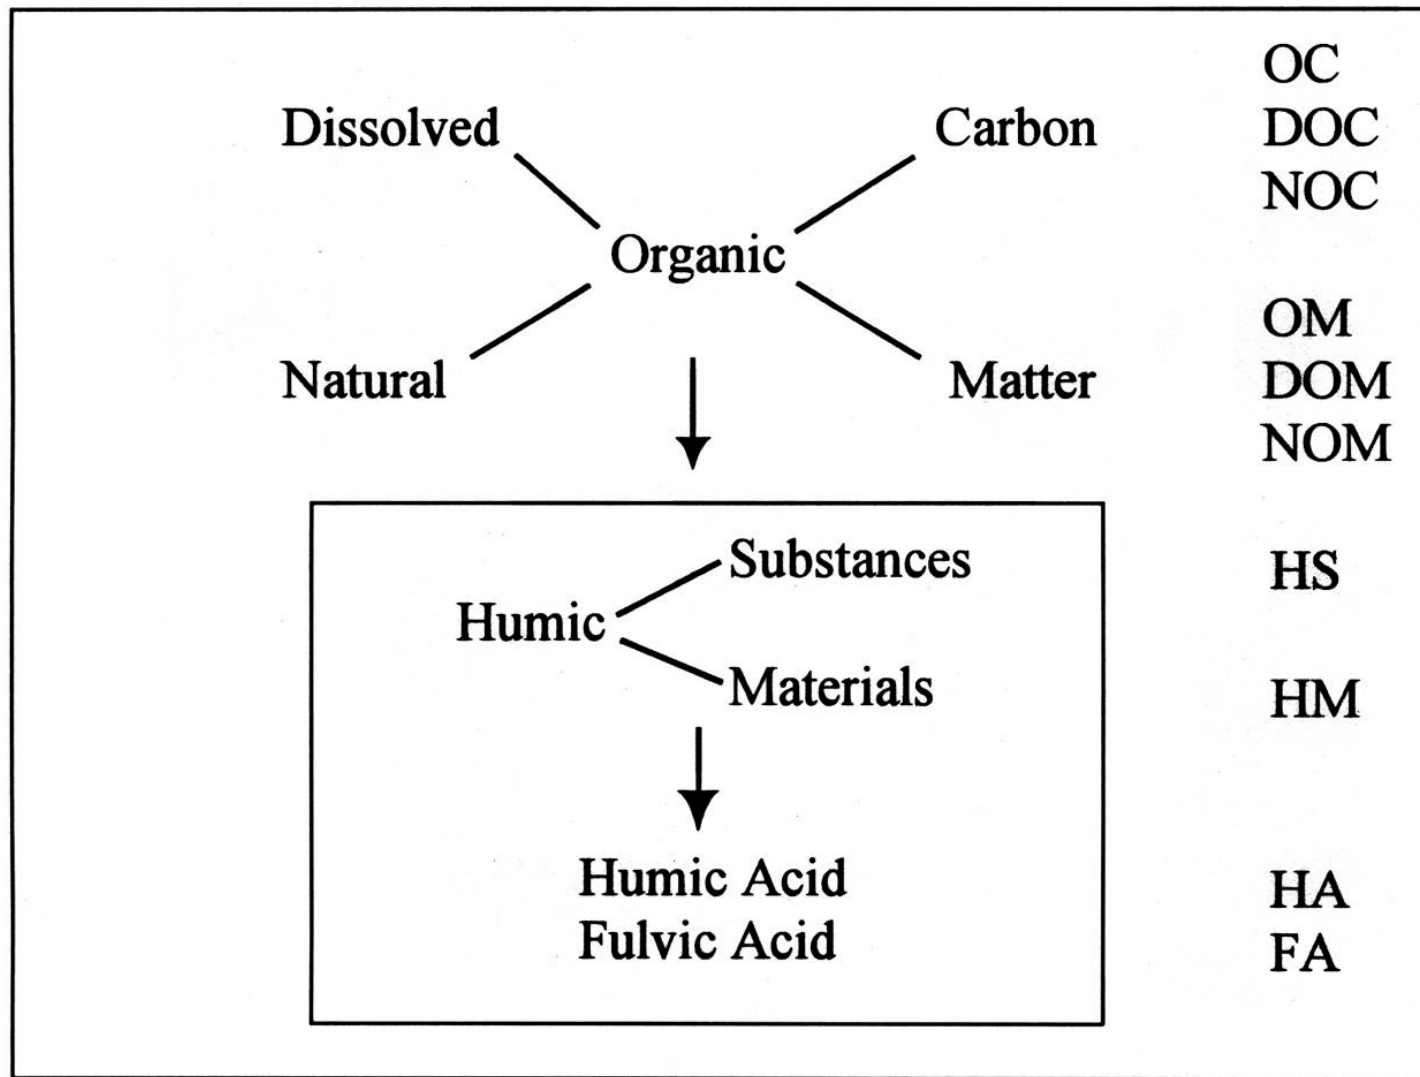 OC
Dissolved Carbon DOC
NOC
Organic
OM
Natural Matter DOM
NOM
Substances HS
Humic
Materials HM
Humic Acid HA
Fulvic Acid FA